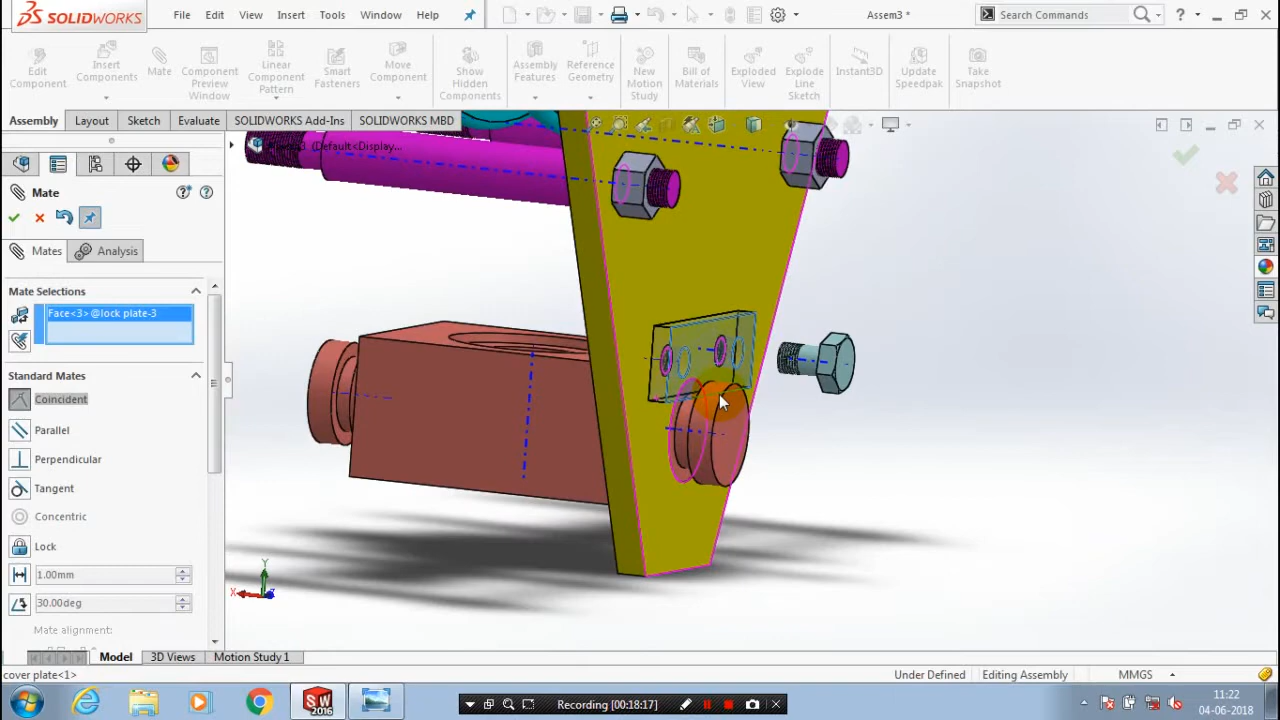 SOLIDWORKS File Edit View Insert Tools Window Help Assem3 * Search Commands ?
Edit Component Insert Components Mate Component Preview Window Linear Component Pattern Smart Fasteners Move Component Show Hidden Components Assembly Features Reference Geometry New Motion Study Bill of Materials Exploded View Explode Line Sketch Instant3D Update Speedpak Take Snapshot
Assembly Layout Sketch Evaluate SOLIDWORKS Add-Ins SOLIDWORKS MBD
(Default<Display...
Mate
Mates Analysis
Mate Selections
Face<3>@lock plate-3
Standard Mates
Coincident
Parallel
Perpendicular
Tangent
Concentric
Lock
1.00mm
30.00deg
Mate alignment:
Y
X
Z
Model 3D Views Motion Study 1
cover plate<1> Under Defined Editing Assembly MMGS
SW 2016 Recording [00:18:17] 11:22
04-06-2018